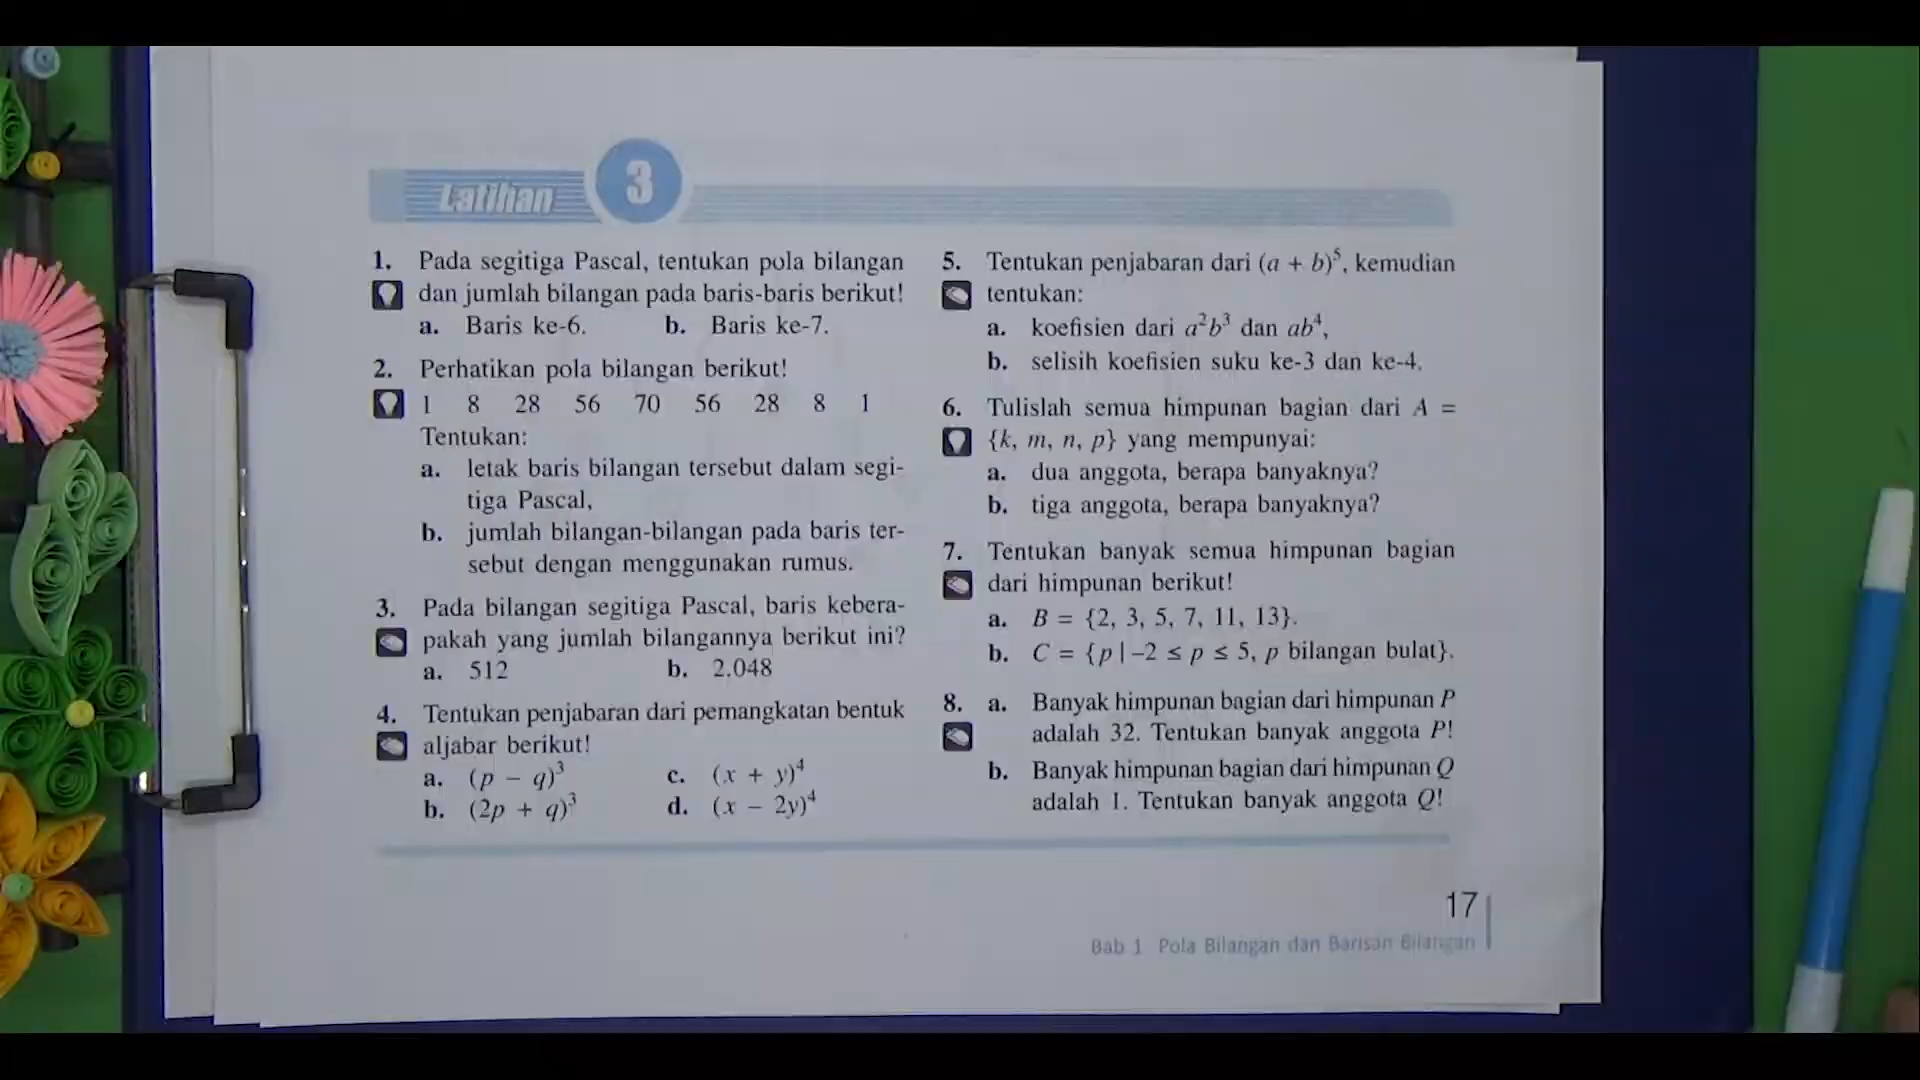 Latihan 3
1. Pada segitiga Pascal, tentukan pola bilangan
dan jumlah bilangan pada baris-baris berikut!
a. Baris ke-6. b. Baris ke-7.
2. Perhatikan pola bilangan berikut!
1 8 28 56 70 56 28 8 1
Tentukan:
a. letak baris bilangan tersebut dalam segi-
tiga Pascal,
b. jumlah bilangan-bilangan pada baris ter-
sebut dengan menggunakan rumus.
3. Pada bilangan segitiga Pascal, baris kebera-
pakah yang jumlah bilangannya berikut ini?
a. 512 b. 2.048
4. Tentukan penjabaran dari pemangkatan bentuk
aljabar berikut!
a. (p − q)³ c. (x + y)⁴
b. (2p + q)³ d. (x − 2y)⁴
5. Tentukan penjabaran dari (a + b)⁵, kemudian
tentukan:
a. koefisien dari a²b³ dan ab⁴,
b. selisih koefisien suku ke-3 dan ke-4.
6. Tulislah semua himpunan bagian dari A =
{k, m, n, p} yang mempunyai:
a. dua anggota, berapa banyaknya?
b. tiga anggota, berapa banyaknya?
7. Tentukan banyak semua himpunan bagian
dari himpunan berikut!
a. B = {2, 3, 5, 7, 11, 13}.
b. C = {p | −2 ≤ p ≤ 5, p bilangan bulat}.
8. a. Banyak himpunan bagian dari himpunan P
adalah 32. Tentukan banyak anggota P!
b. Banyak himpunan bagian dari himpunan Q
adalah 1. Tentukan banyak anggota Q!
17
Bab 1 Pola Bilangan dan Barisan Bilangan